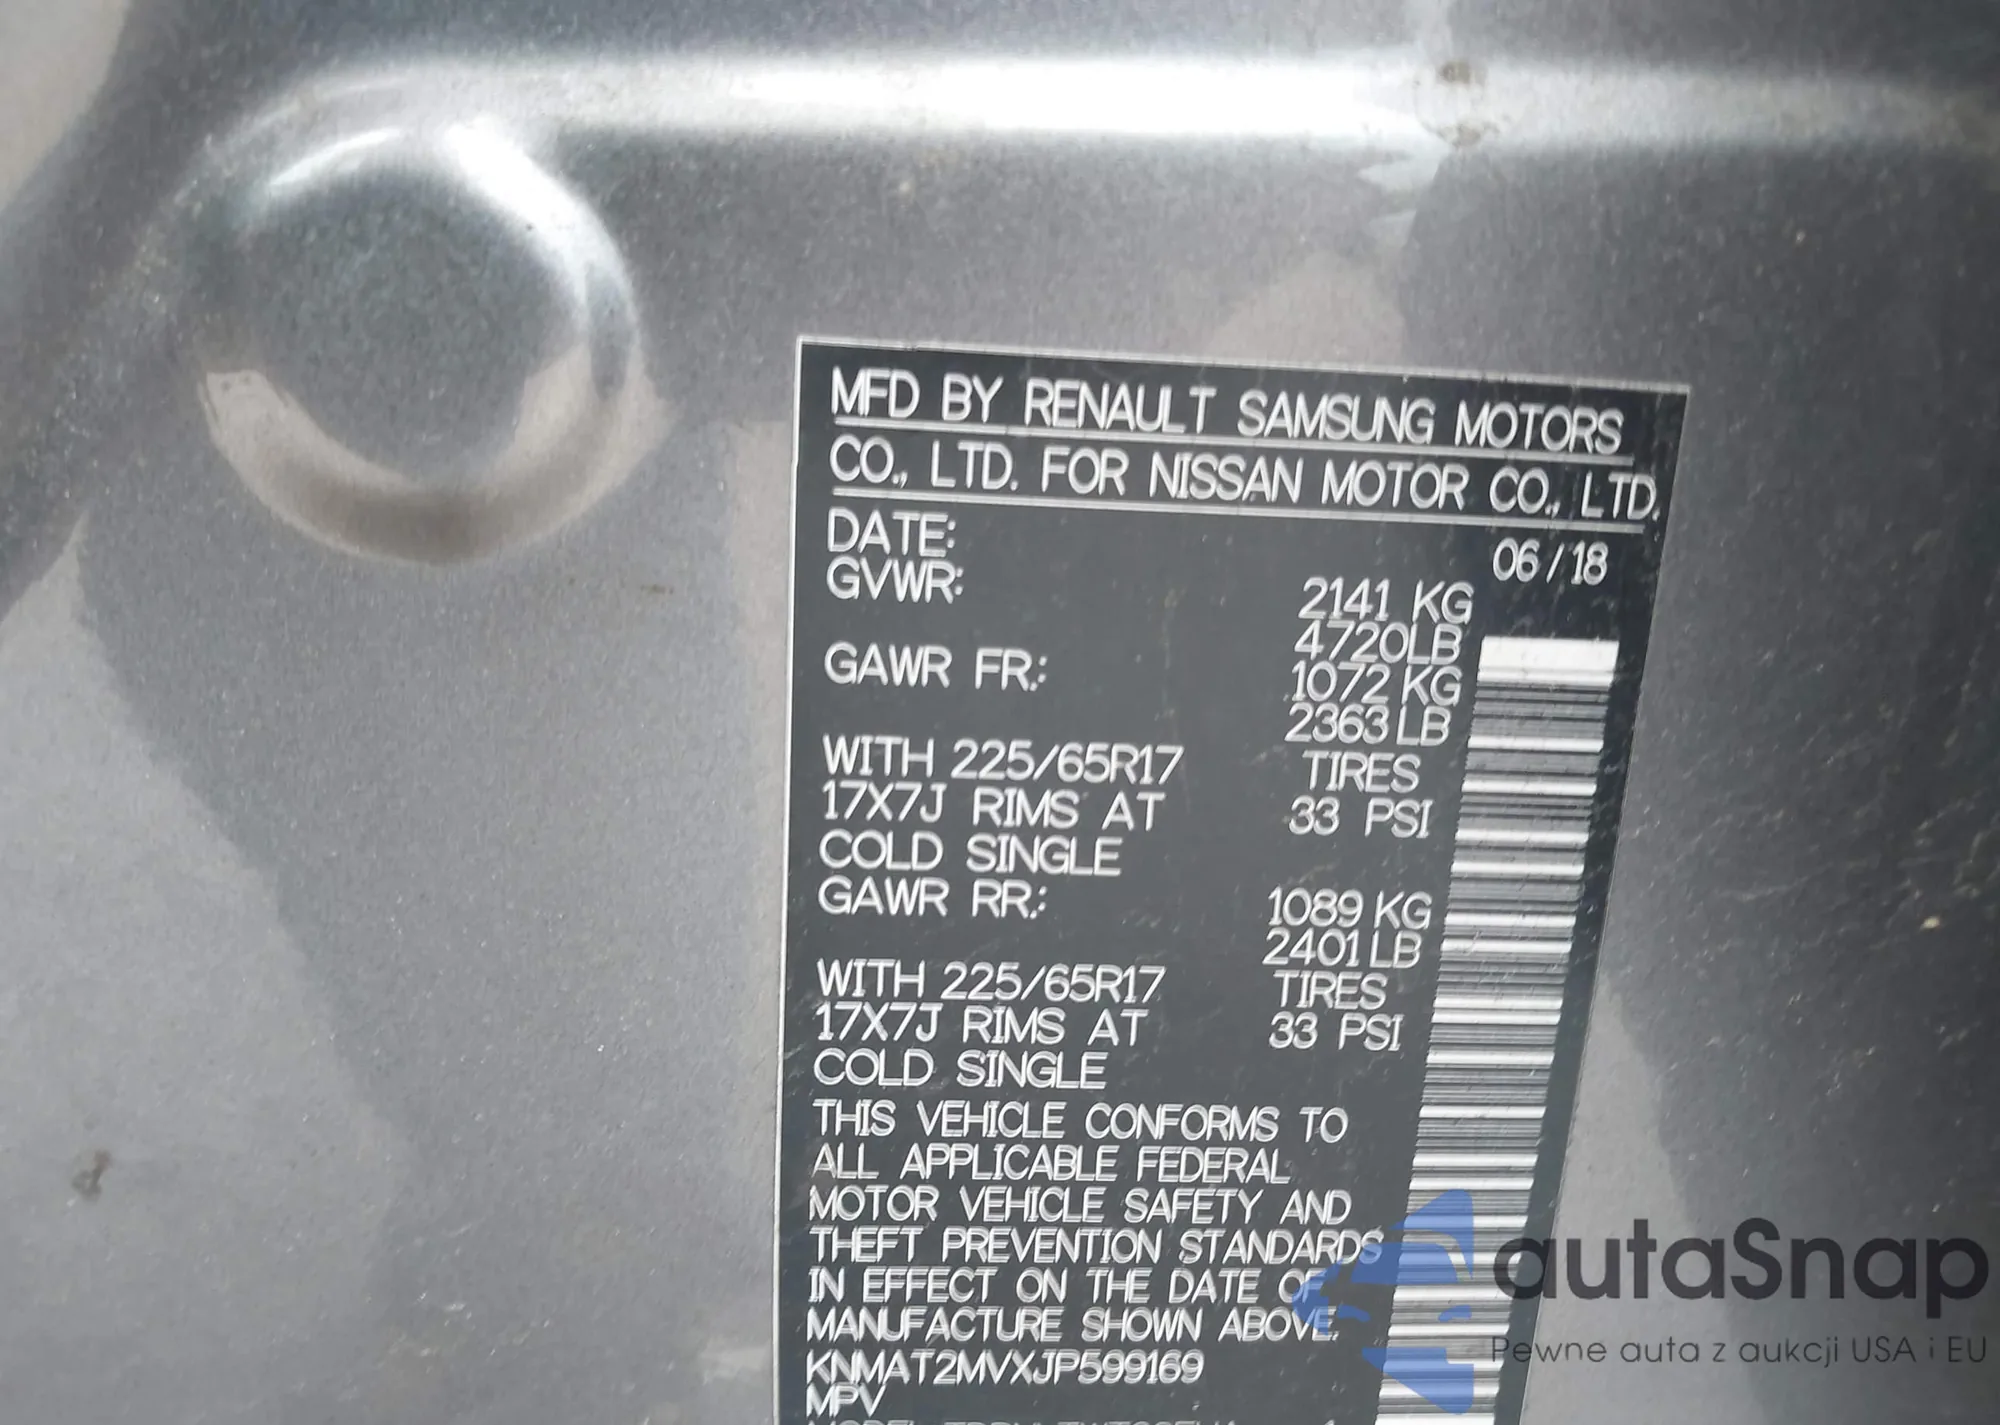 MFD BY RENAULT SAMSUNG MOTORS
CO., LTD. FOR NISSAN MOTOR CO., LTD.
DATE: 06 / 18
GVWR: 2141 KG
4720LB
GAWR FR.: 1072 KG
2363 LB
WITH 225/65R17 TIRES
17X7J RIMS AT 33 PSI
COLD SINGLE
GAWR RR.: 1089 KG
2401 LB
WITH 225/65R17 TIRES
17X7J RIMS AT 33 PSI
COLD SINGLE
THIS VEHICLE CONFORMS TO
ALL APPLICABLE FEDERAL
MOTOR VEHICLE SAFETY AND
THEFT PREVENTION STANDARDS
IN EFFECT ON THE DATE OF
MANUFACTURE SHOWN ABOVE.
KNMAT2MVXJP599169
MPV
autaSnap
Pewne auta z aukcji USA i EU